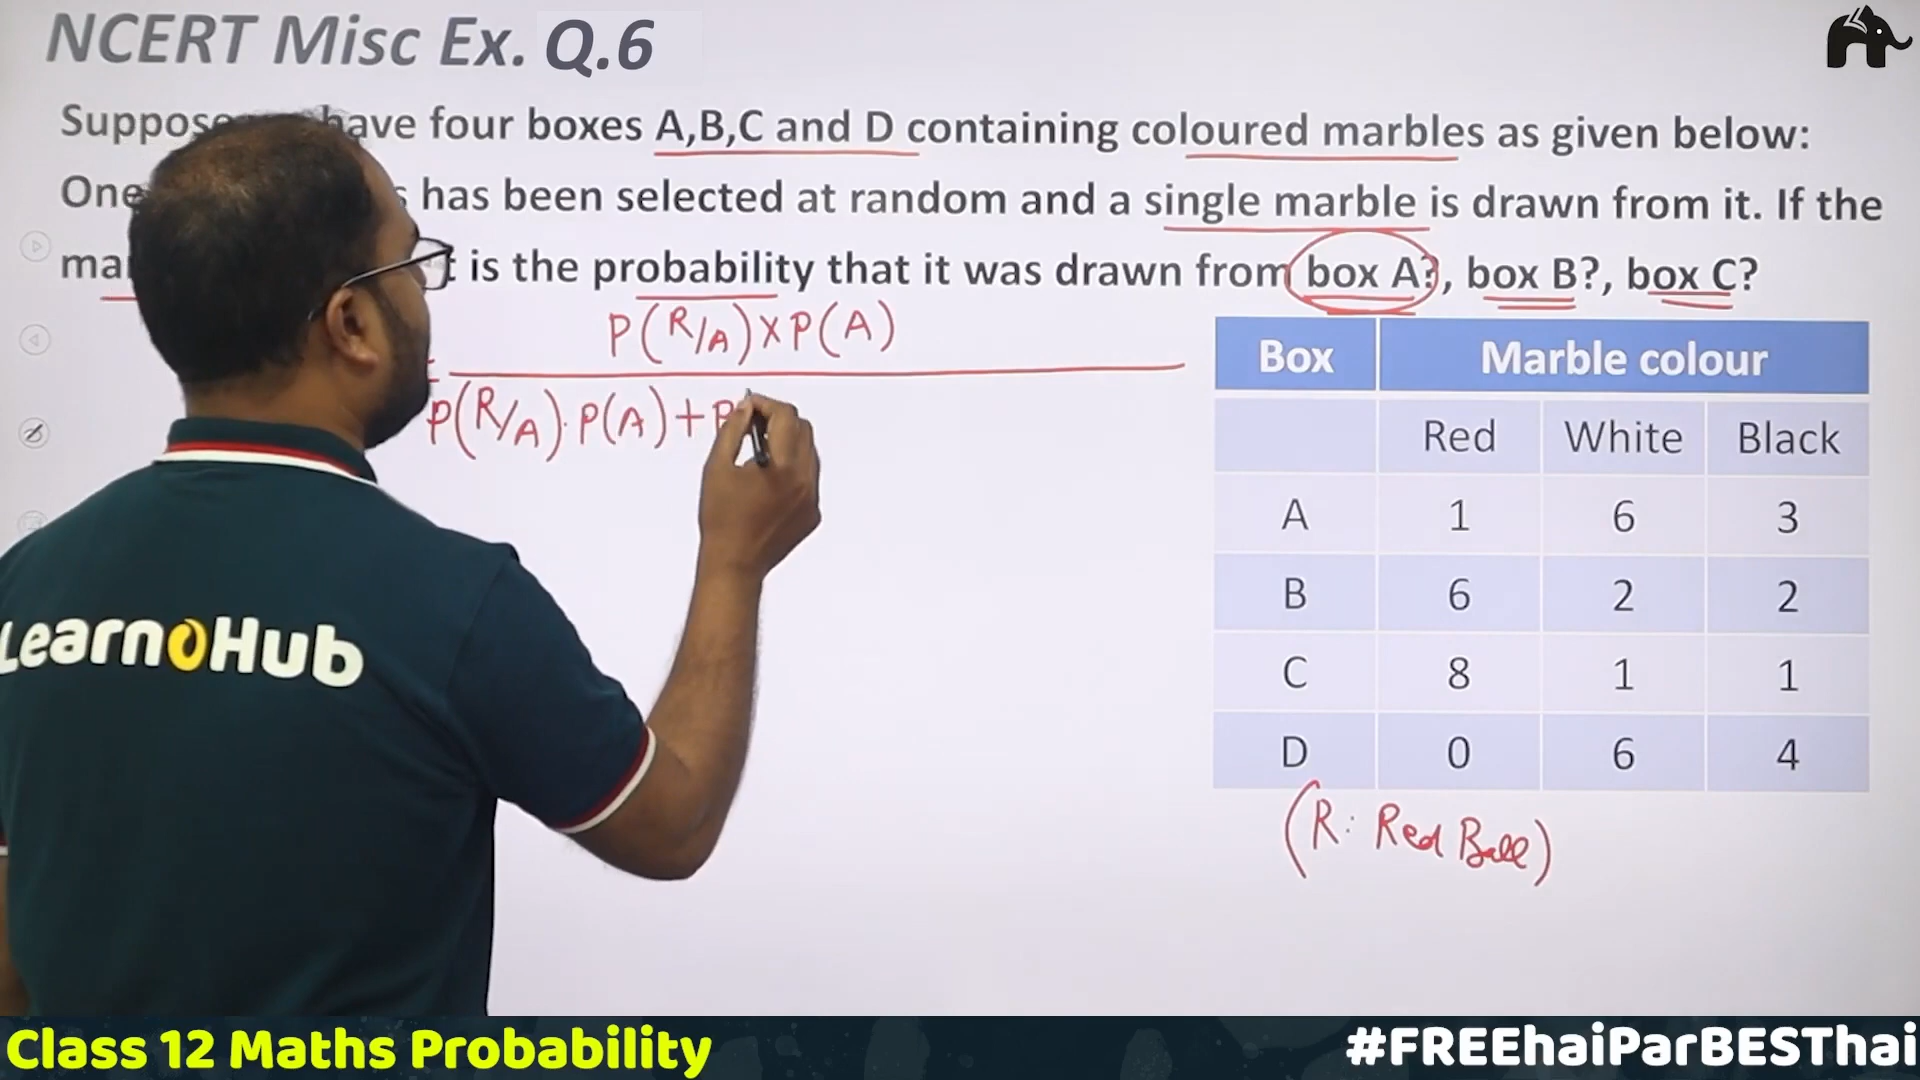 NCERT Misc Ex. Q.6
Suppose have four boxes A,B,C and D containing coloured marbles as given below:
One has been selected at random and a single marble is drawn from it. If the
is the probability that it was drawn from box A?, box B?, box C?
P(R/A)×P(A)
P(R/A).P(A)+P
Box Marble colour
Red White Black
A 1 6 3
B 6 2 2
C 8 1 1
D 0 6 4
(R: Red Ball)
LearnoHub
Class 12 Maths Probability
#FREEhaiParBESThai